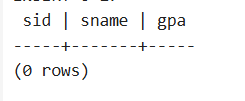 sid | sname | gpa
-----+-------+-----
(0 rows)